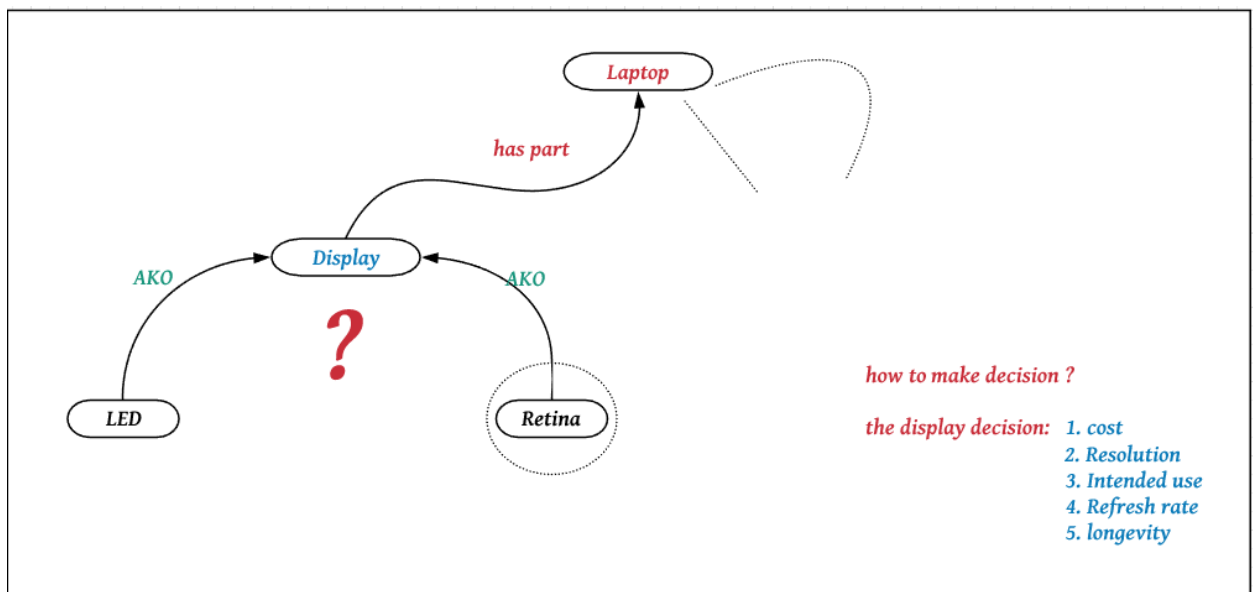 Laptop
has part
Display
AKO
AKO
?
LED
Retina
how to make decision ?
the display decision: 1. cost
2. Resolution
3. Intended use
4. Refresh rate
5. longevity